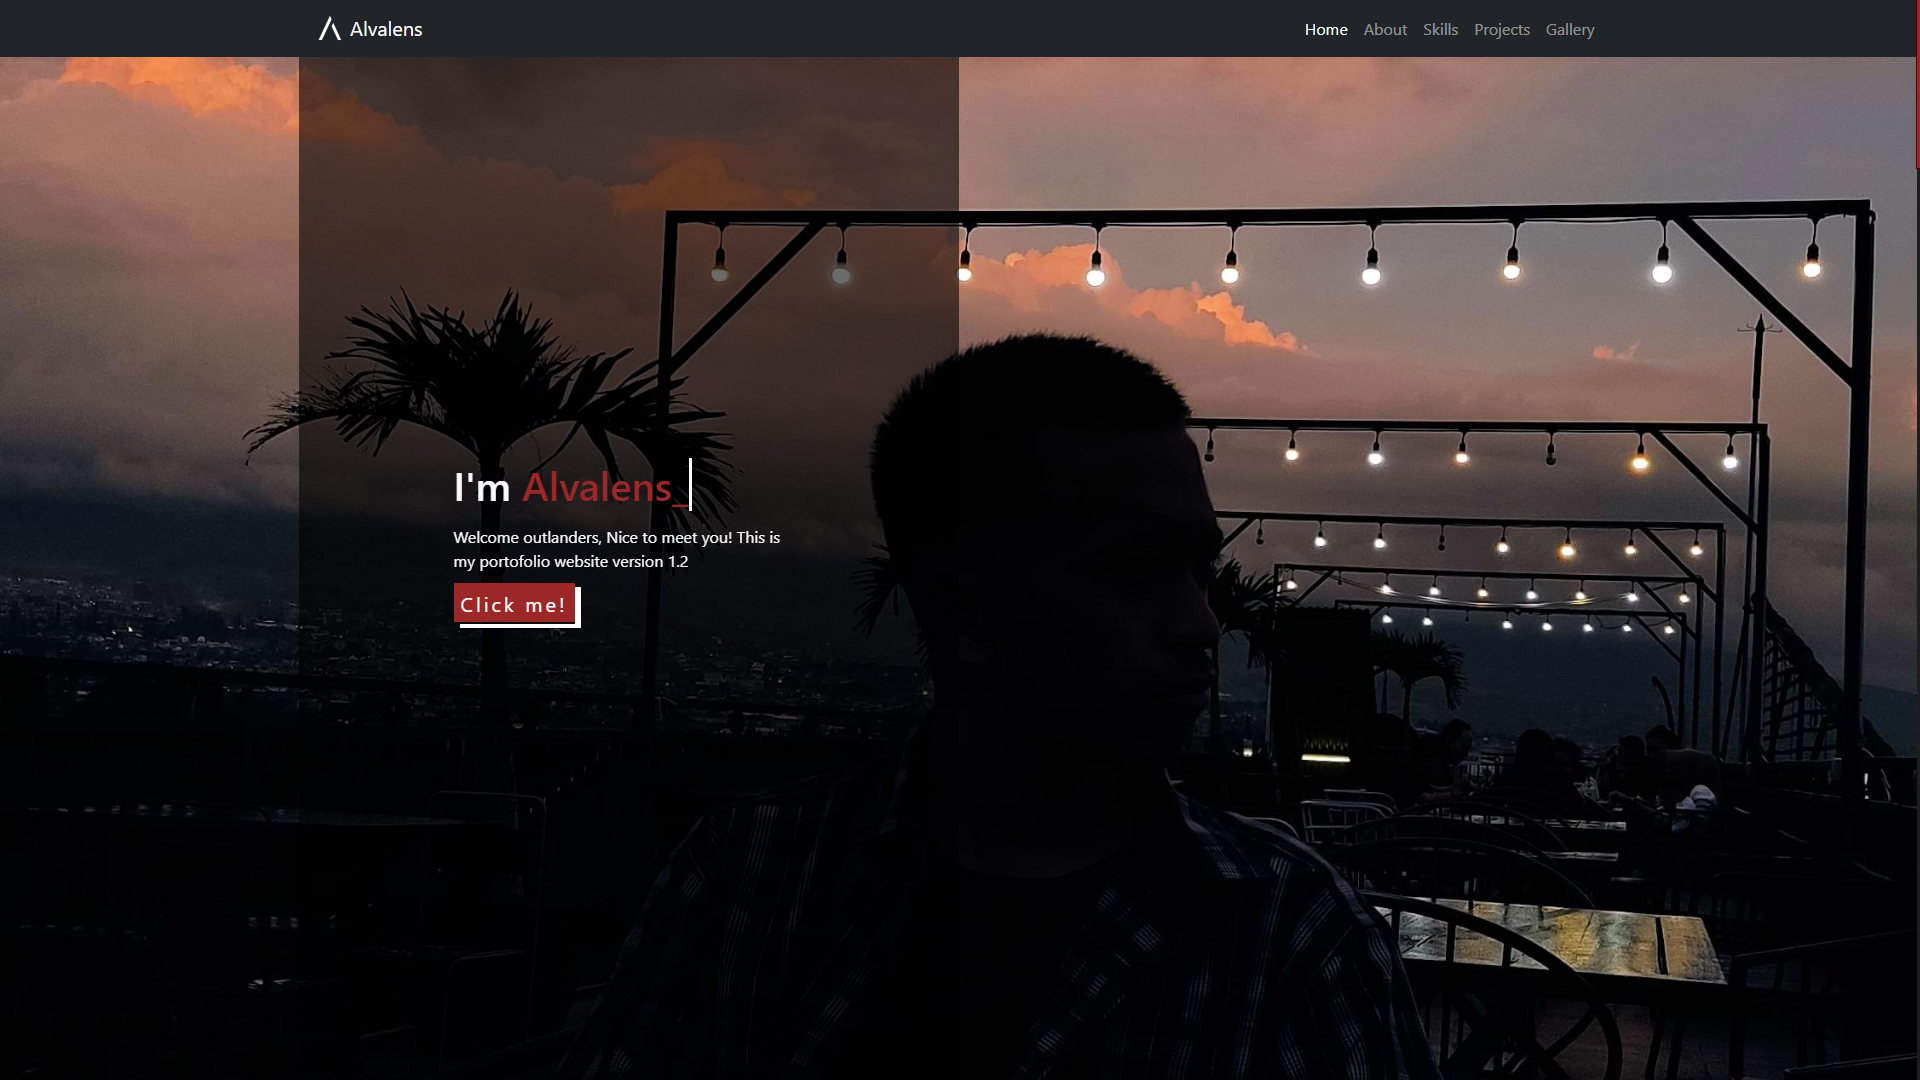 Alvalens
Home About Skills Projects Gallery
I'm Alvalens_
Welcome outlanders, Nice to meet you! This is
my portofolio website version 1.2
Click me!